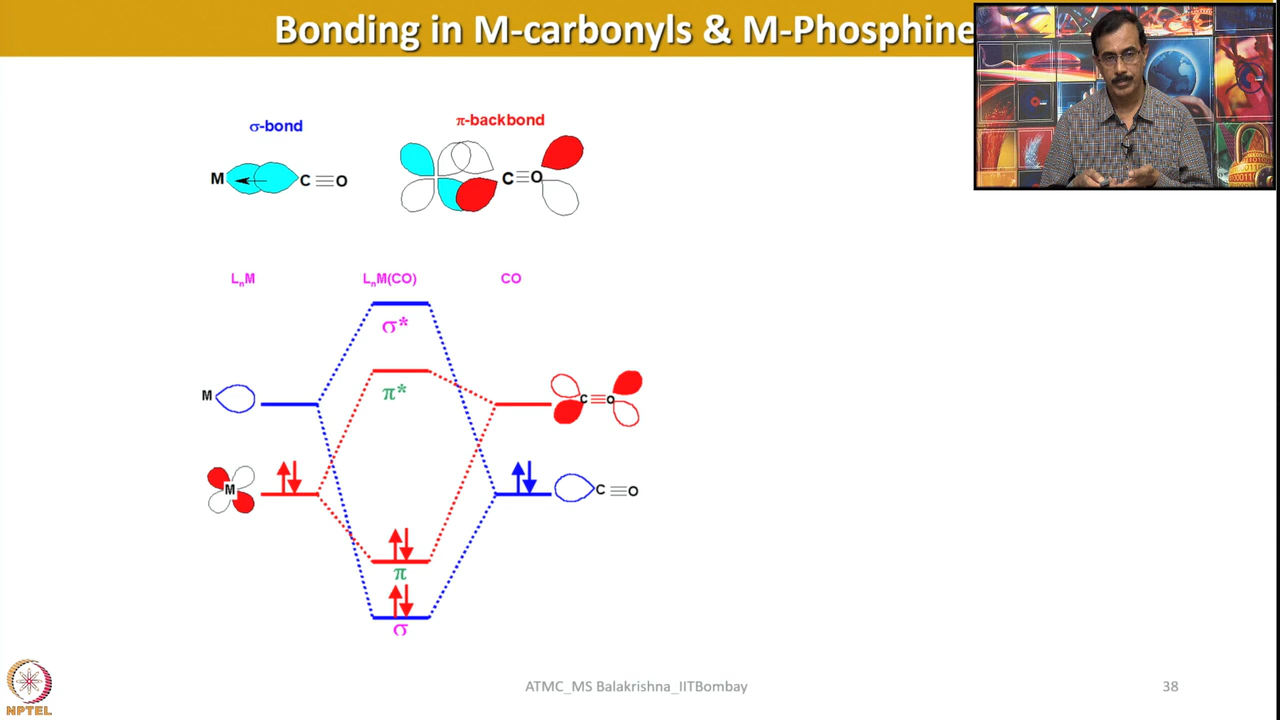 Bonding in M-carbonyls & M-Phosphine
σ-bond
π-backbond
M C≡O
C≡O
LₙM LₙM(CO) CO
σ*
M
π*
C≡O
M
C≡O
π
σ
NPTEL
ATMC_MS Balakrishna_IITBombay
38